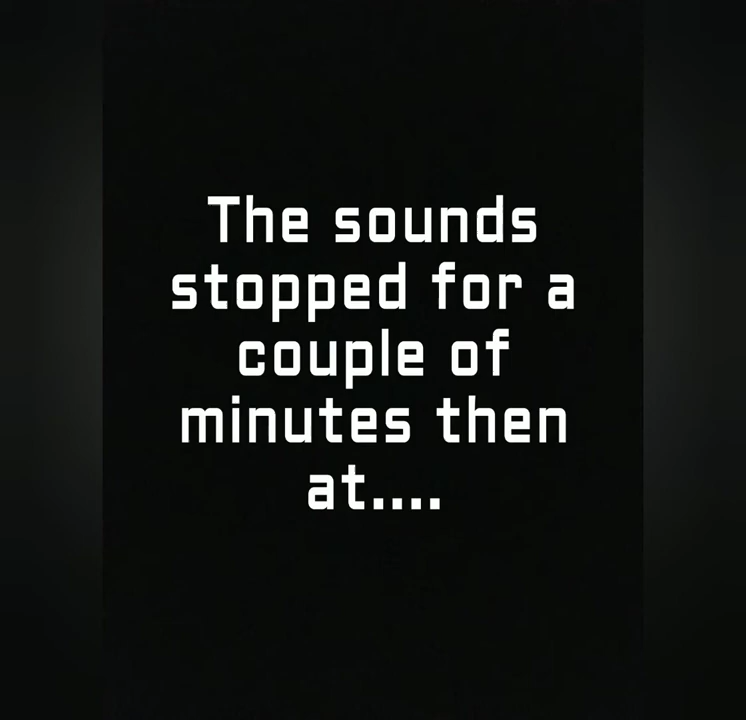 The sounds
stopped for a
couple of
minutes then
at....